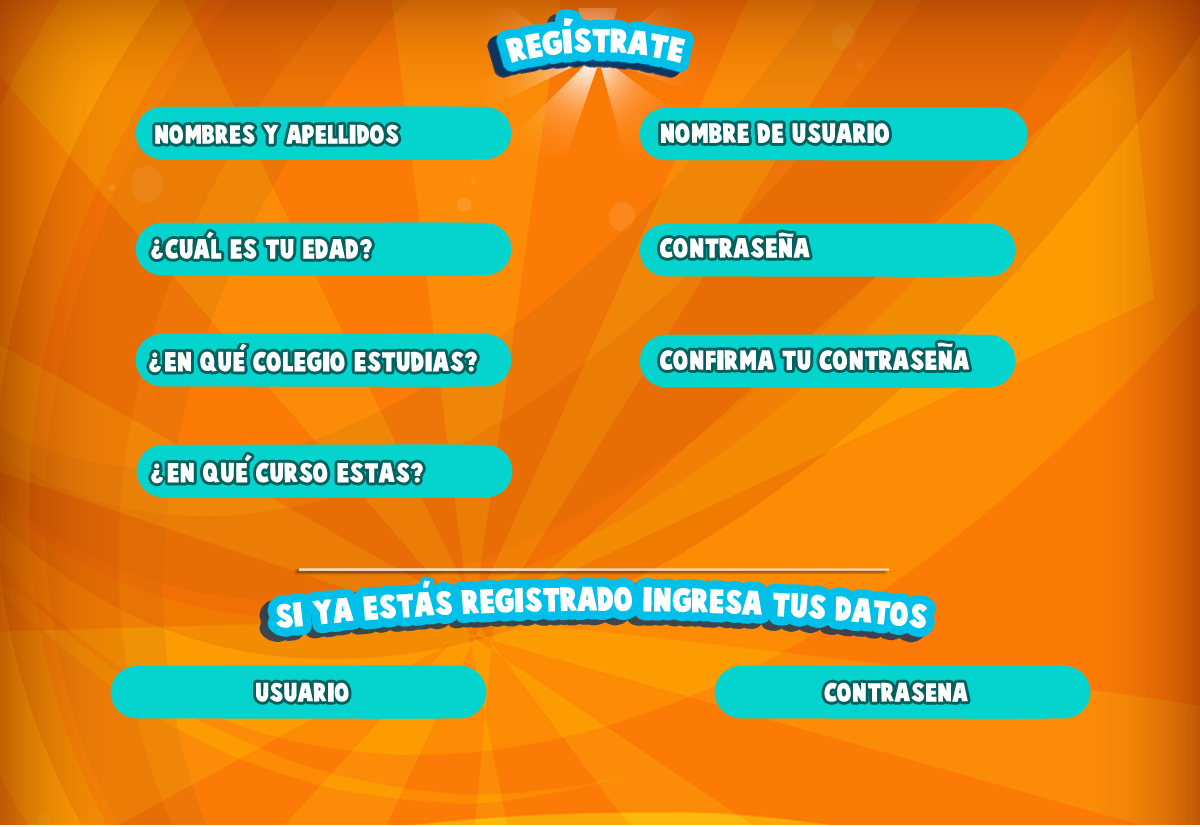 REGÍSTRATE
NOMBRES Y APELLIDOS
NOMBRE DE USUARIO
¿CUÁL ES TU EDAD?
CONTRASEÑA
¿EN QUÉ COLEGIO ESTUDIAS?
CONFIRMA TU CONTRASEÑA
¿EN QUÉ CURSO ESTAS?
SI YA ESTÁS REGISTRADO INGRESA TUS DATOS
USUARIO
CONTRASENA